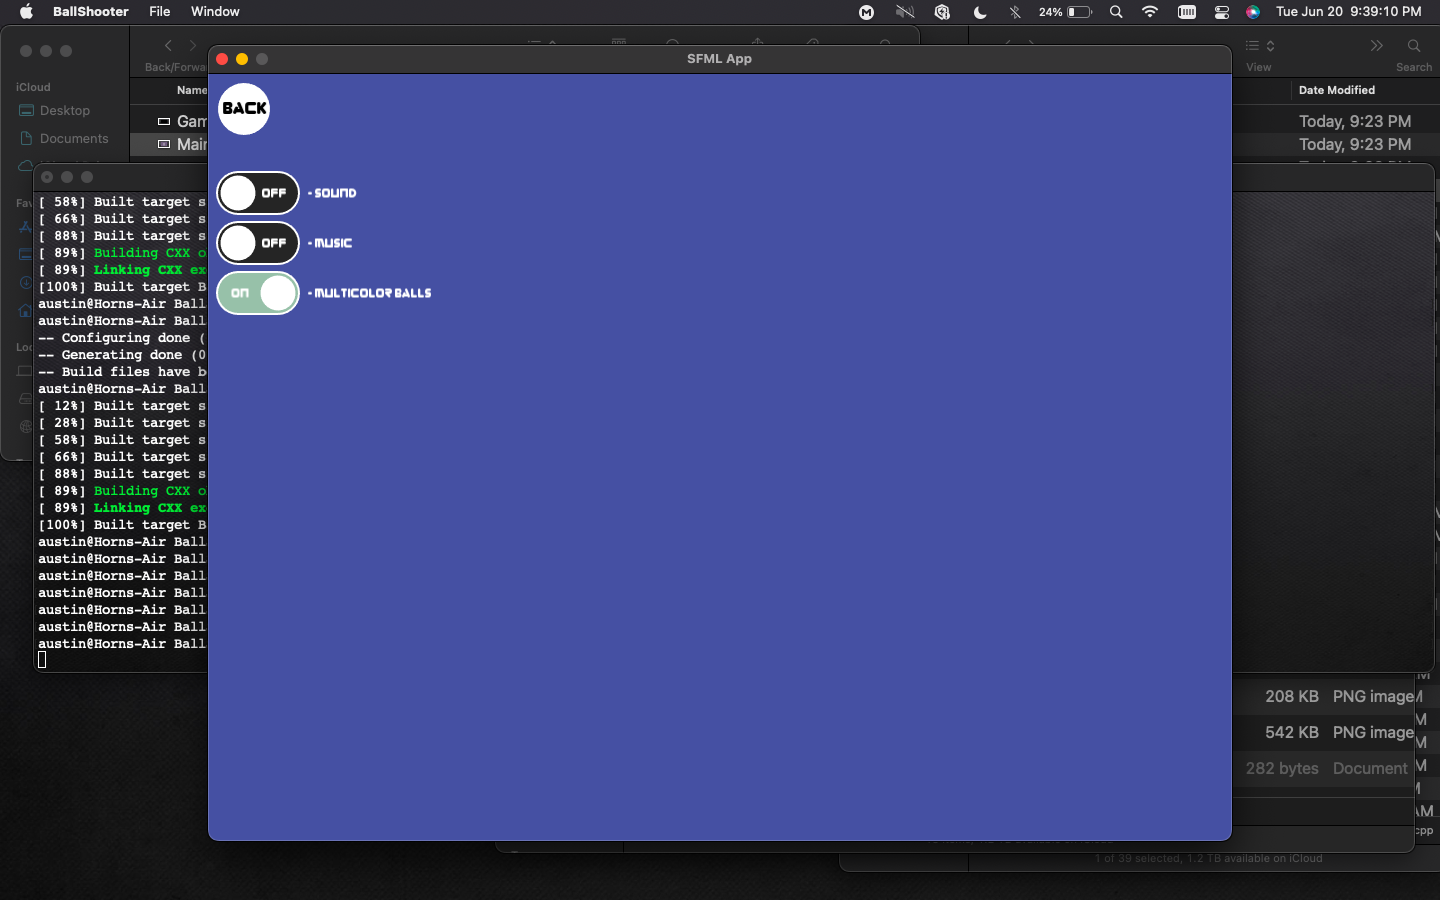 BallShooter File Window 24% Tue Jun 20 9:39:10 PM
SFML App
iCloud
Back/Forwa
View
Search
Desktop
Name
Date Modified
Documents
Gam
Today, 9:23 PM
Main
Today, 9:23 PM
BACK
OFF - SOUND
OFF - MUSIC
ON - MULTICOLOR BALLS
Fav
Loc
[ 58%] Built target s
[ 66%] Built target s
[ 88%] Built target s
[ 89%] Building CXX o
[ 89%] Linking CXX ex
[100%] Built target B
austin@Horns-Air Ball
austin@Horns-Air Ball
-- Configuring done (
-- Generating done (0
-- Build files have b
austin@Horns-Air Ball
[ 12%] Built target s
[ 28%] Built target s
[ 58%] Built target s
[ 66%] Built target s
[ 88%] Built target s
[ 89%] Building CXX o
[ 89%] Linking CXX ex
[100%] Built target B
austin@Horns-Air Ball
austin@Horns-Air Ball
austin@Horns-Air Ball
austin@Horns-Air Ball
austin@Horns-Air Ball
austin@Horns-Air Ball
austin@Horns-Air Ball
208 KB PNG image
542 KB PNG image
282 bytes Document
cpp
1 of 39 selected, 1.2 TB available on iCloud